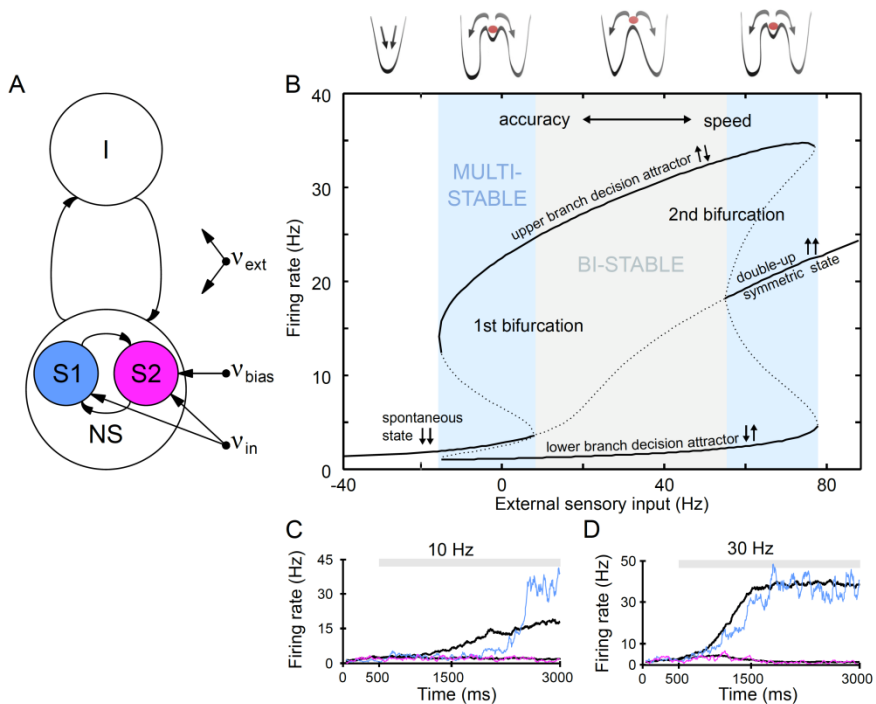 A
I
ν ext
S1
S2
NS
ν bias
ν in
B
40
30
20
10
0
Firing rate (Hz)
accuracy
speed
MULTI-
STABLE
upper branch decision attractor ↑↓
2nd bifurcation
BI-STABLE
double-up ↑↑
symmetric state
1st bifurcation
spontaneous
state ↓↓
lower branch decision attractor ↓↑
-40
0
40
80
External sensory input (Hz)
C
10 Hz
45
30
15
0
Firing rate (Hz)
0
500
1500
3000
Time (ms)
D
30 Hz
50
30
10
0
Firing rate (Hz)
0
500
1500
3000
Time (ms)